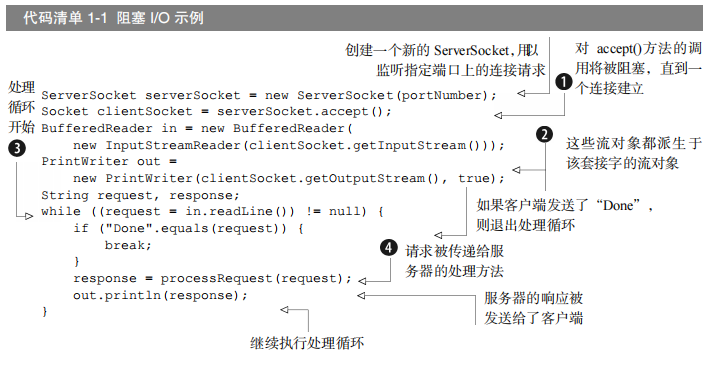 代码清单 1-1 阻塞 I/O 示例
创建一个新的 ServerSocket,用以
监听指定端口上的连接请求
对 accept()方法的调
用将被阻塞，直到一
个连接建立
❶
处理
循环
开始
❸
ServerSocket serverSocket = new ServerSocket(portNumber);
Socket clientSocket = serverSocket.accept();
BufferedReader in = new BufferedReader(
new InputStreamReader(clientSocket.getInputStream()));
PrintWriter out =
new PrintWriter(clientSocket.getOutputStream(), true);
❷
这些流对象都派生于
该套接字的流对象
String request, response;
while ((request = in.readLine()) != null) {
if ("Done".equals(request)) {
break;
}
如果客户端发送了“Done”，
则退出处理循环
❹
请求被传递给服
务器的处理方法
response = processRequest(request);
out.println(response);
}
服务器的响应被
发送给了客户端
继续执行处理循环